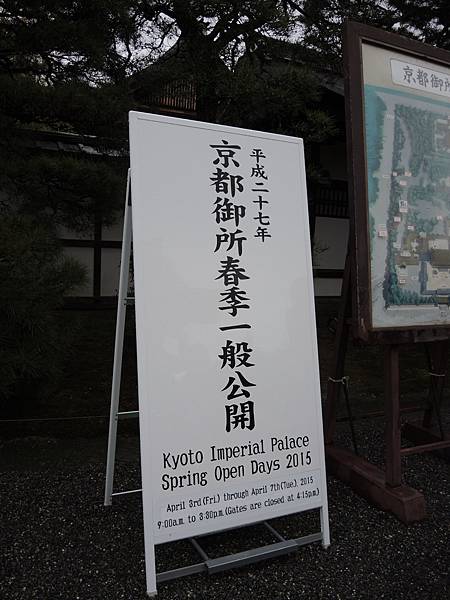 平成二十七年
京都御所春季一般公開
Kyoto Imperial Palace
Spring Open Days 2015
April 3rd(Fri.) through April 7th(Tue.), 2015
9:00a.m. to 3:30p.m.(Gates are closed at 4:15p.m.)
京都御所